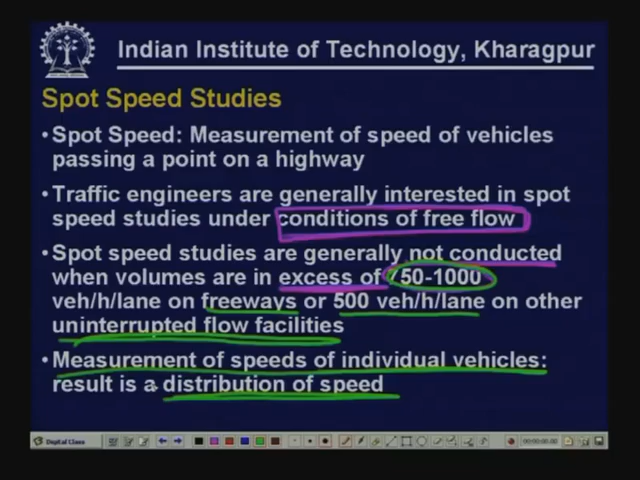 Indian Institute of Technology, Kharagpur
Spot Speed Studies
• Spot Speed: Measurement of speed of vehicles
passing a point on a highway
• Traffic engineers are generally interested in spot
speed studies under conditions of free flow
• Spot speed studies are generally not conducted
when volumes are in excess of 750-1000
veh/h/lane on freeways or 500 veh/h/lane on other
uninterrupted flow facilities
• Measurement of speeds of individual vehicles:
result is a distribution of speed
Digital Class